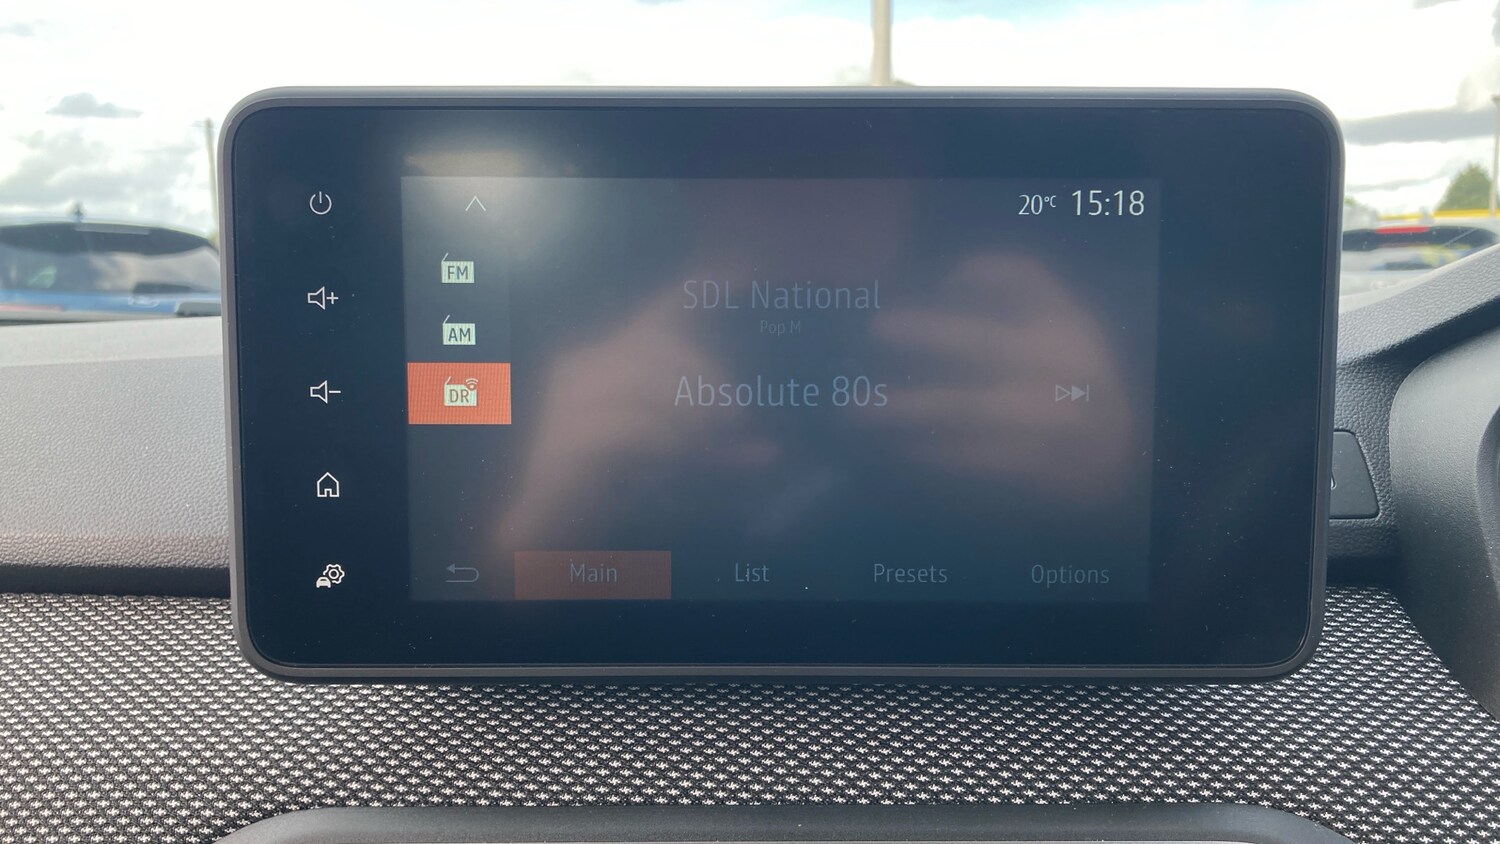 20°C 15:18
FM
AM
DR
SDL National
Pop M
Absolute 80s
Main List Presets Options